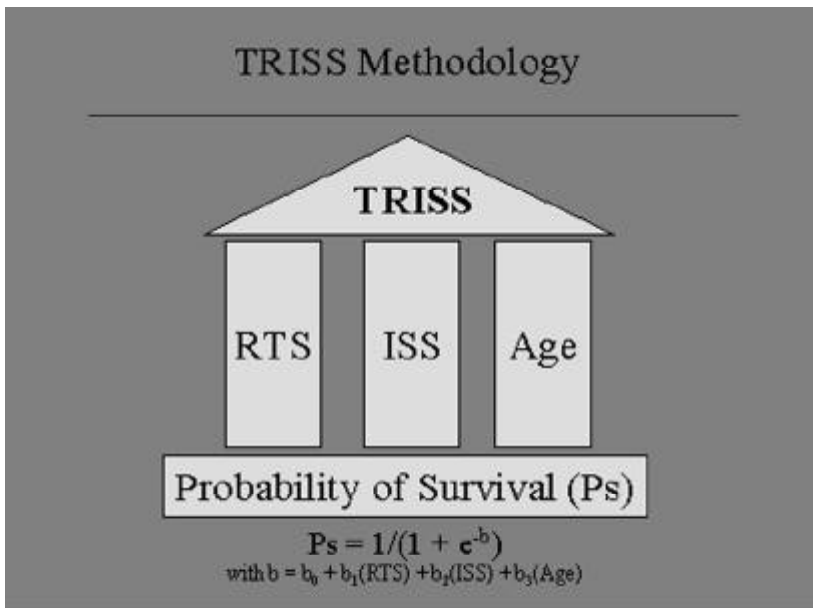 TRISS Methodology
TRISS
RTS ISS Age
Probability of Survival (Ps)
Ps = 1/(1 + e^-b)
with b = b₀ + b₁(RTS) +b₂(ISS) +b₃(Age)